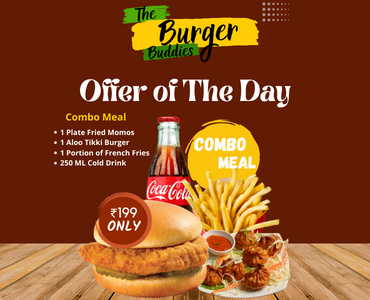 The
Burger
Buddies
Offer of The Day
Combo Meal
1 Plate Fried Momos
1 Aloo Tikki Burger
1 Portion of French Fries
250 ML Cold Drink
COMBO
MEAL
Coca-Cola
₹199
ONLY